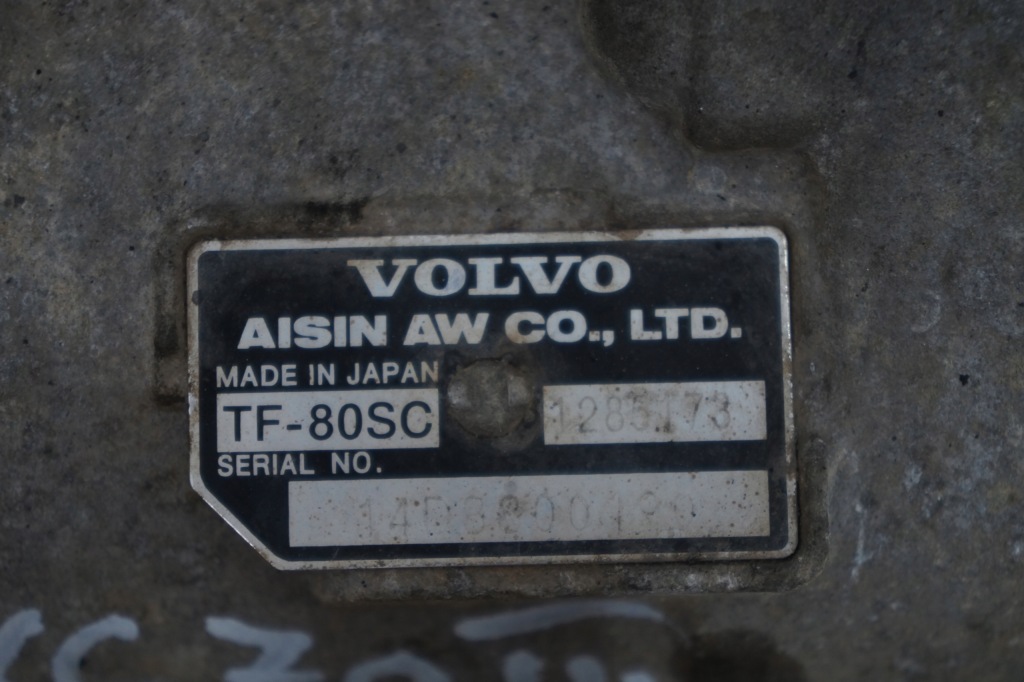 VOLVO
AISIN AW CO., LTD.
MADE IN JAPAN
TF-80SC 1285173
SERIAL NO.